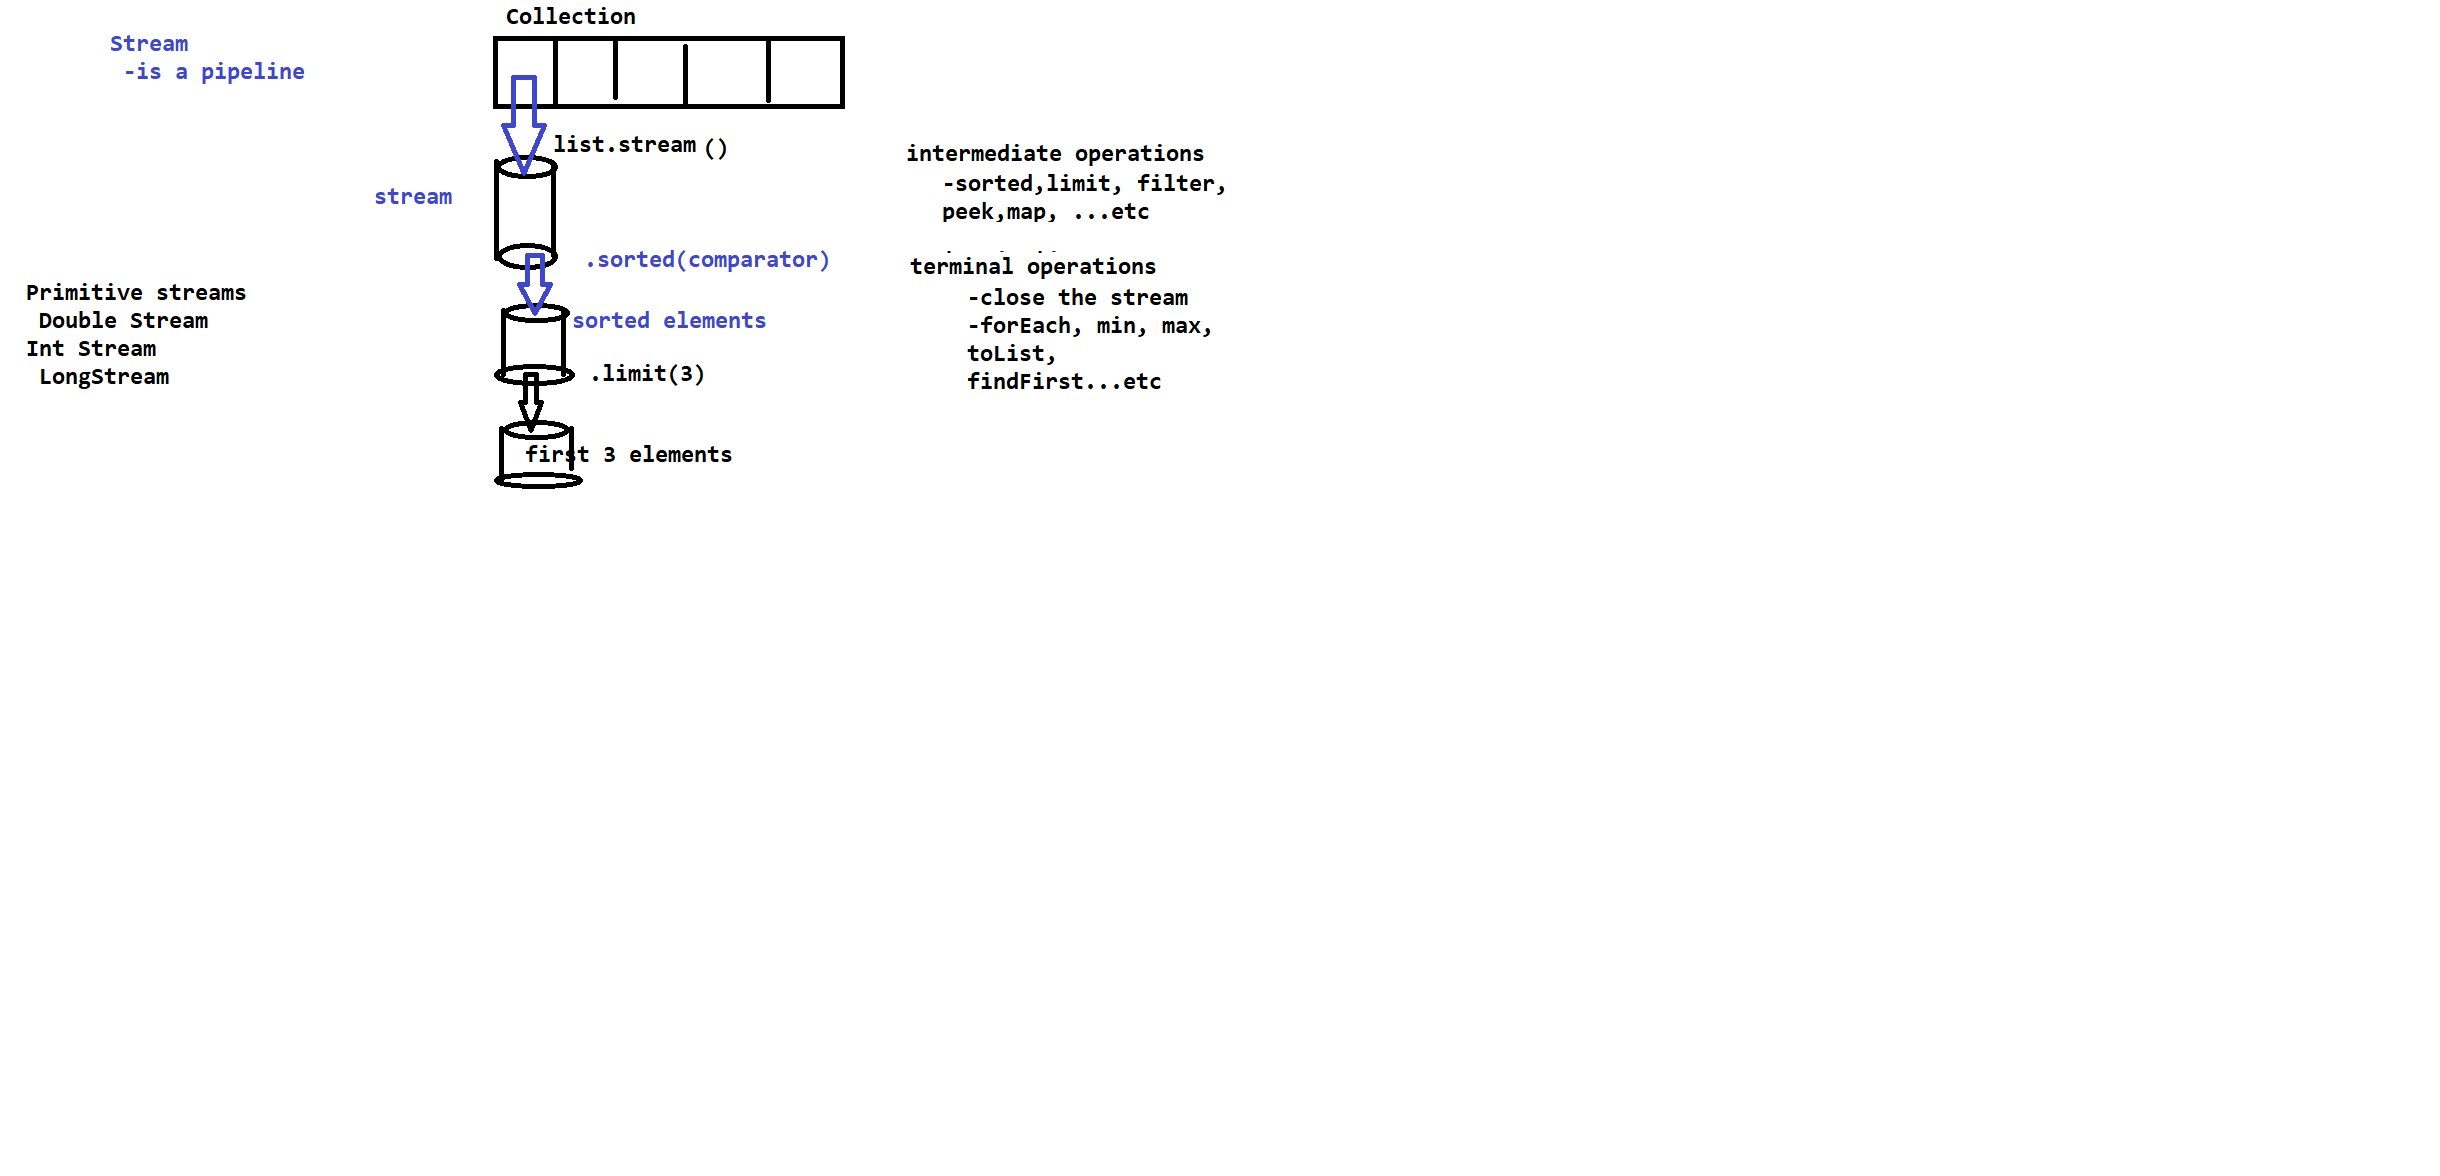 Collection
Stream
-is a pipeline
list.stream ()
stream
.sorted(comparator)
sorted elements
.limit(3)
first 3 elements
Primitive streams
Double Stream
Int Stream
LongStream
intermediate operations
-sorted,limit, filter,
peek,map, ...etc
terminal operations
-close the stream
-forEach, min, max,
toList,
findFirst...etc